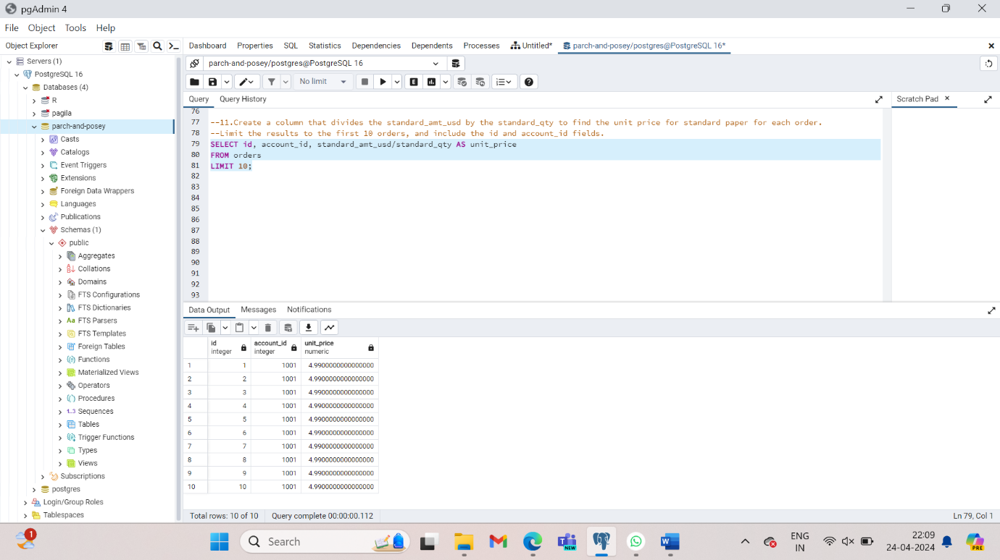 pgAdmin 4
File Object Tools Help
Object Explorer
Dashboard Properties SQL Statistics Dependencies Dependents Processes Untitled* parch-and-posey/postgres@PostgreSQL 16*
Servers (1)
PostgreSQL 16
Databases (4)
R
pagila
parch-and-posey
Casts
Catalogs
Event Triggers
Extensions
Foreign Data Wrappers
Languages
Publications
Schemas (1)
public
Aggregates
Collations
Domains
FTS Configurations
FTS Dictionaries
Aa FTS Parsers
FTS Templates
Foreign Tables
Functions
Materialized Views
Operators
Procedures
1..3 Sequences
Tables
Trigger Functions
Types
Views
Subscriptions
postgres
Login/Group Roles
Tablespaces
parch-and-posey/postgres@PostgreSQL 16
No limit
E
Query Query History
Scratch Pad
76
77 --11.Create a column that divides the standard_amt_usd by the standard_qty to find the unit price for standard paper for each order.
78 --Limit the results to the first 10 orders, and include the id and account_id fields.
79 SELECT id, account_id, standard_amt_usd/standard_qty AS unit_price
80 FROM orders
81 LIMIT 10;
82
83
84
85
86
87
88
89
90
91
92
93
Data Output Messages Notifications
id account_id unit_price
integer integer numeric
1 1 1001 4.9900000000000000
2 2 1001 4.9900000000000000
3 3 1001 4.9900000000000000
4 4 1001 4.9900000000000000
5 5 1001 4.9900000000000000
6 6 1001 4.9900000000000000
7 7 1001 4.9900000000000000
8 8 1001 4.9900000000000000
9 9 1001 4.9900000000000000
10 10 1001 4.9900000000000000
Total rows: 10 of 10 Query complete 00:00:00.112 Ln 79, Col 1
1
Search
NEW
W
ENG
IN
22:09
24-04-2024
PRE